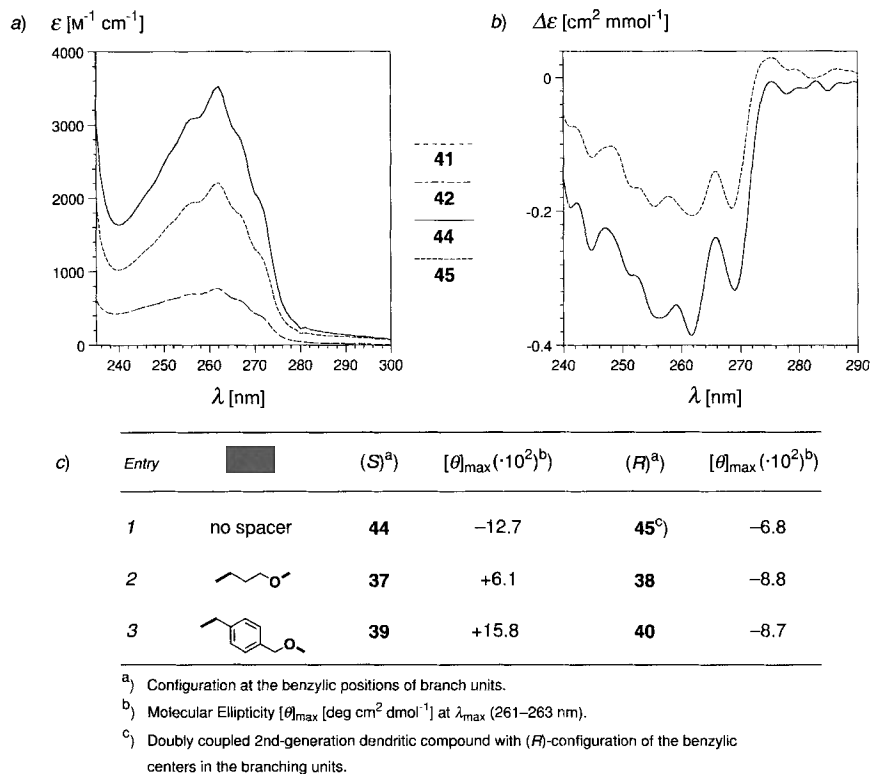 a) ε [M⁻¹ cm⁻¹]
4000
3000
2000
1000
0
240 250 260 270 280 290 300
λ [nm]
41
42
44
45
b) Δε [cm² mmol⁻¹]
0
-0.2
-0.4
240 250 260 270 280 290
λ [nm]
c) Entry (S)ᵃ) [θ]max(·10²)ᵇ) (R)ᵃ) [θ]max(·10²)ᵇ)
1 no spacer 44 −12.7 45ᶜ) −6.8
2 O 37 +6.1 38 −8.8
3 O 39 +15.8 40 −8.7
a) Configuration at the benzylic positions of branch units.
b) Molecular Ellipticity [θ]max [deg cm² dmol⁻¹] at λmax (261–263 nm).
c) Doubly coupled 2nd-generation dendritic compound with (R)-configuration of the benzylic
centers in the branching units.